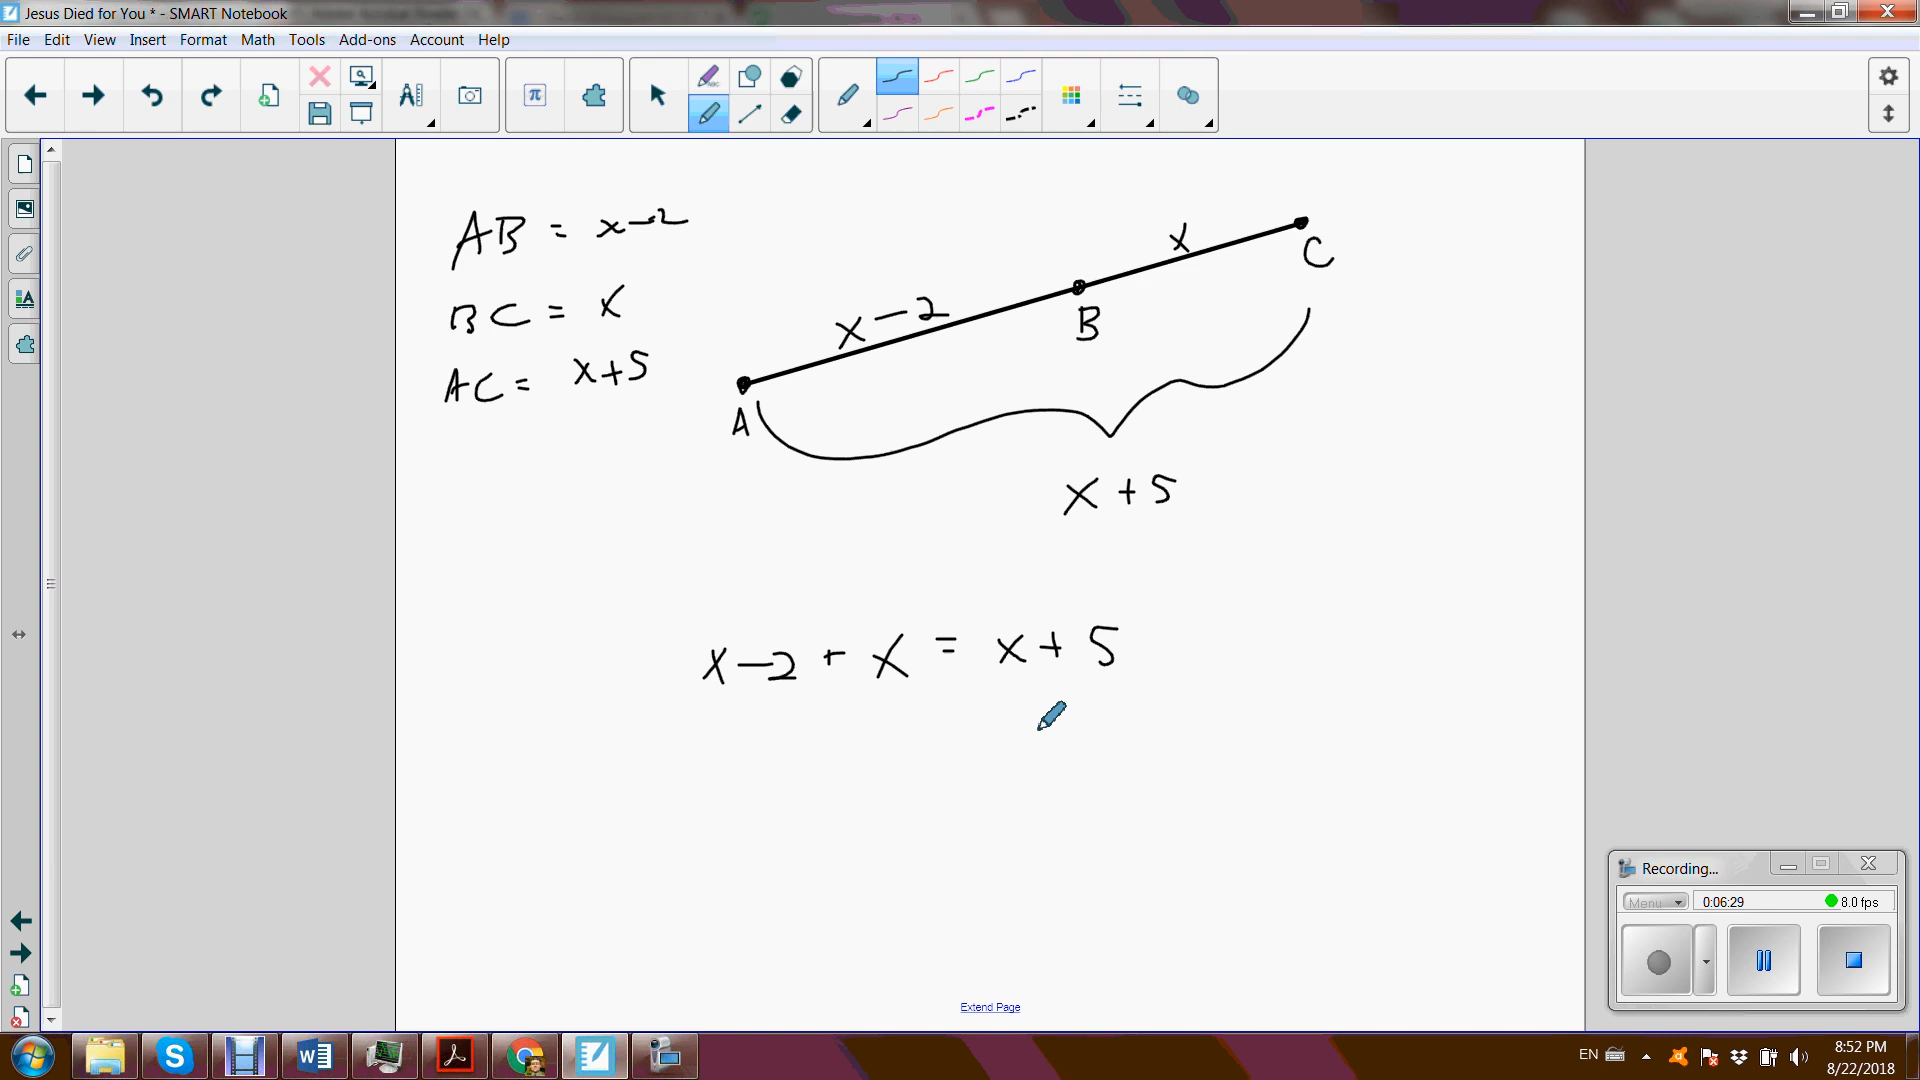 Jesus Died for You * - SMART Notebook
File Edit View Insert Format Math Tools Add-ons Account Help
AB = x-2
BC = x
AC = x+5
x
C
x-2
B
A
x+5
x-2 + x = x+5
Recording...
Menu 0:06:29 8.0 fps
Extend Page
EN
8:52 PM
8/22/2018